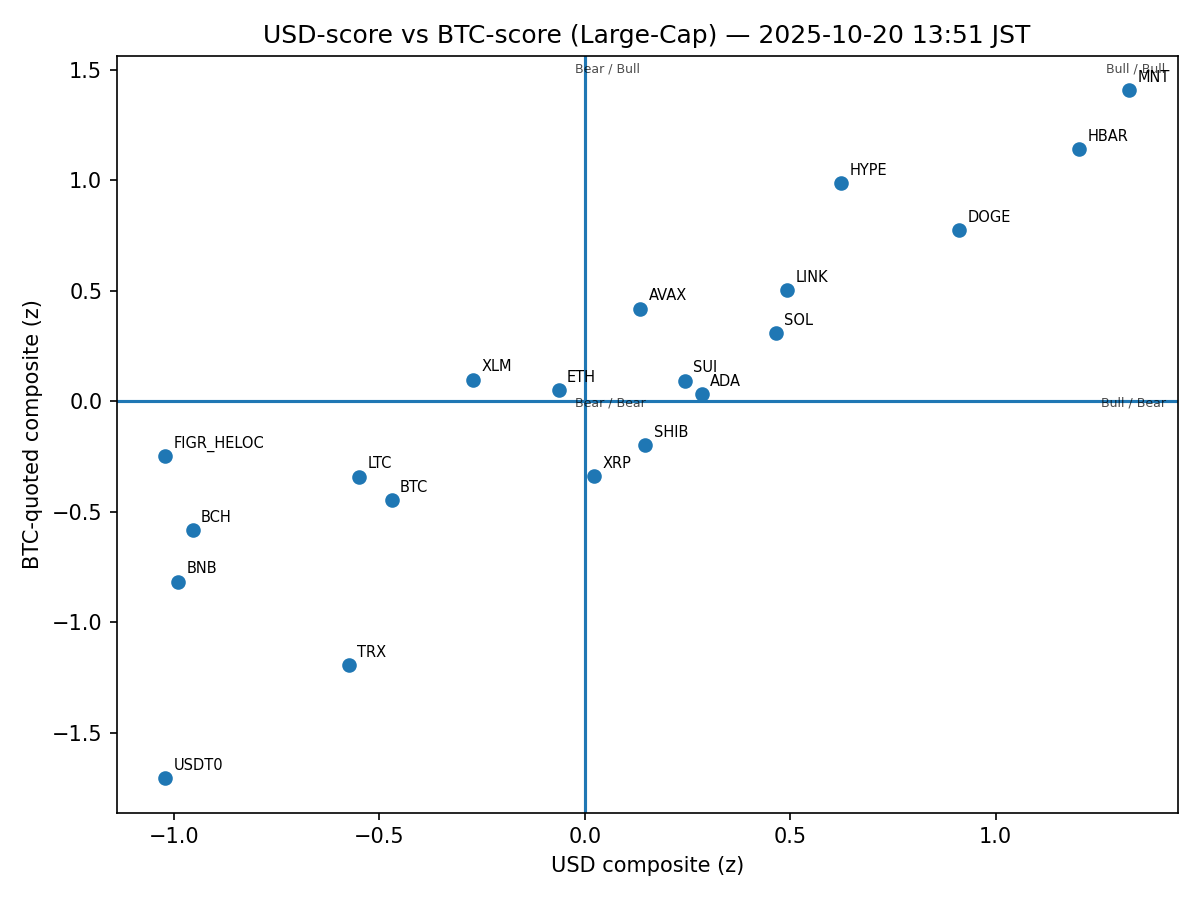 USD-score vs BTC-score (Large-Cap) — 2025-10-20 13:51 JST
Bear / Bull
Bull / Bull
MNT
HBAR
HYPE
DOGE
LINK
AVAX
SOL
XLM
SUI
ETH
ADA
Bear / Bear
Bull / Bear
SHIB
FIGR_HELOC
LTC
XRP
BTC
BCH
BNB
TRX
USDT0
1.5
1.0
0.5
0.0
−0.5
−1.0
−1.5
BTC-quoted composite (z)
−1.0
−0.5
0.0
0.5
1.0
USD composite (z)